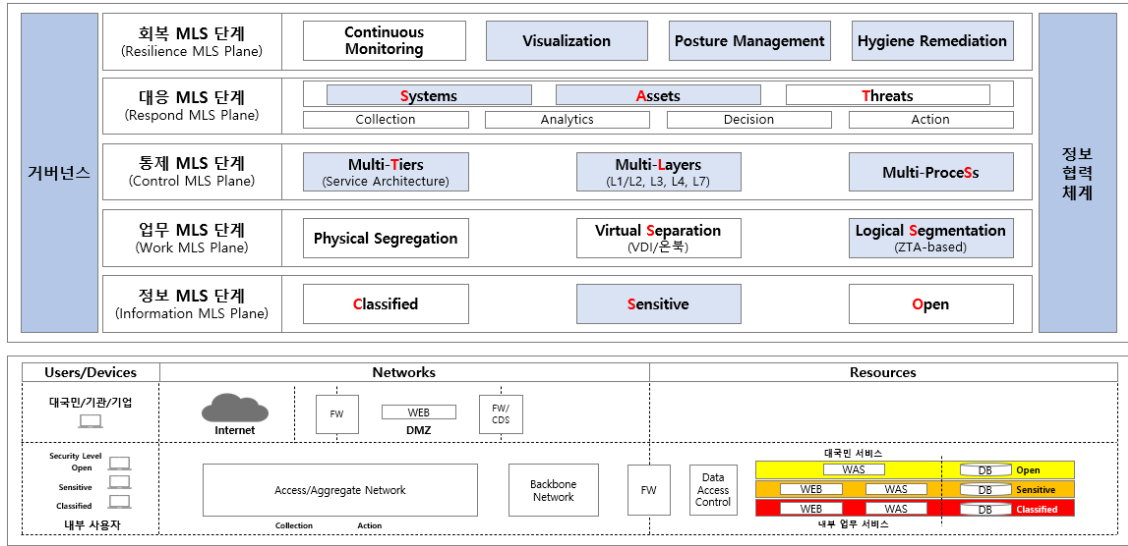 거버넌스
회복 MLS 단계
(Resilience MLS Plane)
Continuous
Monitoring
Visualization
Posture Management
Hygiene Remediation
대응 MLS 단계
(Respond MLS Plane)
Systems
Assets
Threats
Collection
Analytics
Decision
Action
통제 MLS 단계
(Control MLS Plane)
Multi-Tiers
(Service Architecture)
Multi-Layers
(L1/L2, L3, L4, L7)
Multi-ProceSs
업무 MLS 단계
(Work MLS Plane)
Physical Segregation
Virtual Separation
(VDI/온북)
Logical Segmentation
(ZTA-based)
정보 MLS 단계
(Information MLS Plane)
Classified
Sensitive
Open
정보
협력
체계
Users/Devices
Networks
Resources
대국민/기관/기업
Internet
FW
WEB
DMZ
FW/
CDS
Security Level
Open
Sensitive
Classified
내부 사용자
Access/Aggregate Network
Collection
Action
Backbone
Network
FW
Data
Access
Control
대국민 서비스
WAS
DB
Open
WEB
WAS
DB
Sensitive
WEB
WAS
DB
Classified
내부 업무 서비스